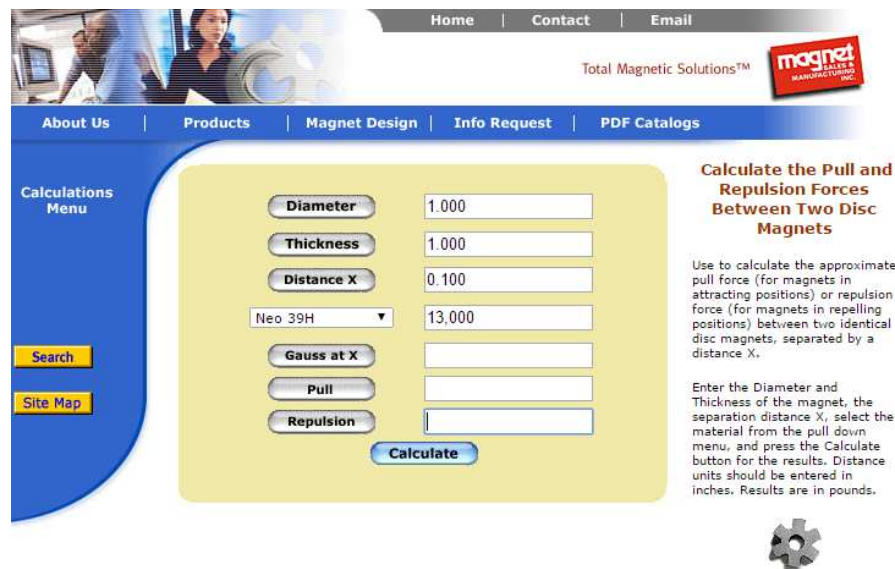 Home | Contact | Email
Total Magnetic Solutions™
magnet
SALES &
MANUFACTURING
INC.
About Us | Products | Magnet Design | Info Request | PDF Catalogs
Calculations
Menu
Search
Site Map
Diameter 1.000
Thickness 1.000
Distance X 0.100
Neo 39H 13,000
Gauss at X
Pull
Repulsion
Calculate
Calculate the Pull and
Repulsion Forces
Between Two Disc
Magnets
Use to calculate the approximate
pull force (for magnets in
attracting positions) or repulsion
force (for magnets in repelling
positions) between two identical
disc magnets, separated by a
distance X.
Enter the Diameter and
Thickness of the magnet, the
separation distance X, select the
material from the pull down
menu, and press the Calculate
button for the results. Distance
units should be entered in
inches. Results are in pounds.